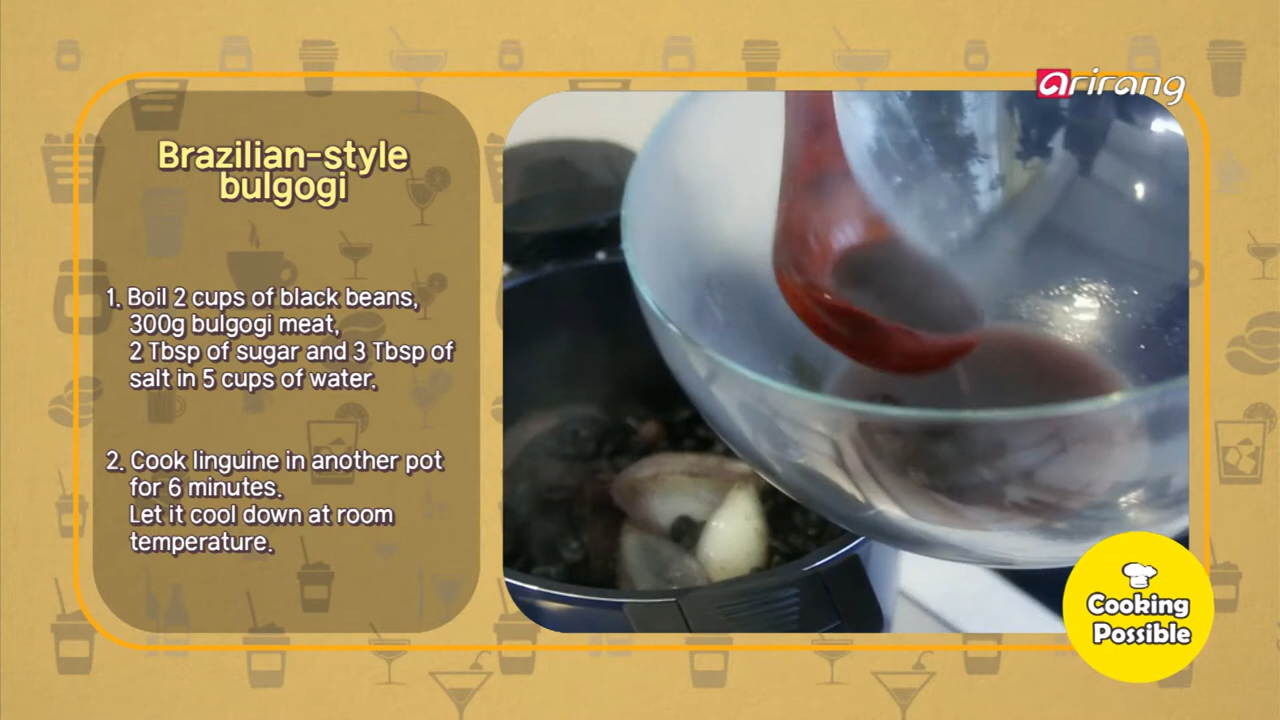 arirang
Brazilian-style
bulgogi
1. Boil 2 cups of black beans,
300g bulgogi meat,
2 Tbsp of sugar and 3 Tbsp of
salt in 5 cups of water.
2. Cook linguine in another pot
for 6 minutes.
Let it cool down at room
temperature.
Cooking
Possible